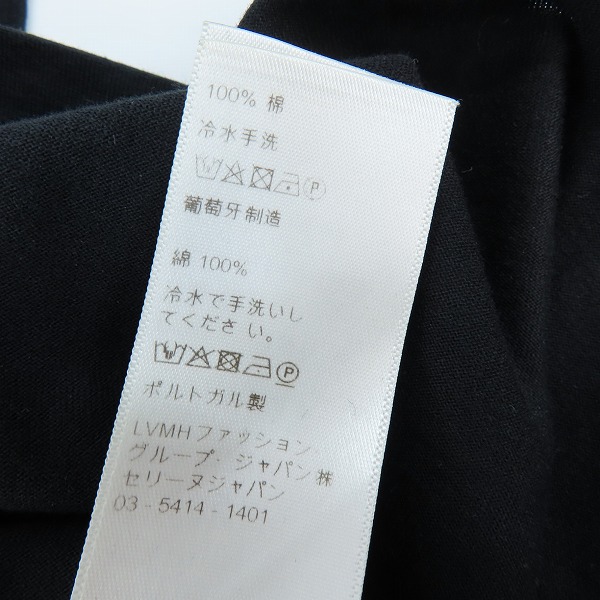 100% 棉
冷水手洗
P
葡萄牙制造
綿 100%
冷水で手洗いし
てください。
P
ポルトガル製
LVMHファッション
グループ・ジャパン㈱
セリーヌジャパン
03 - 5414 - 1401